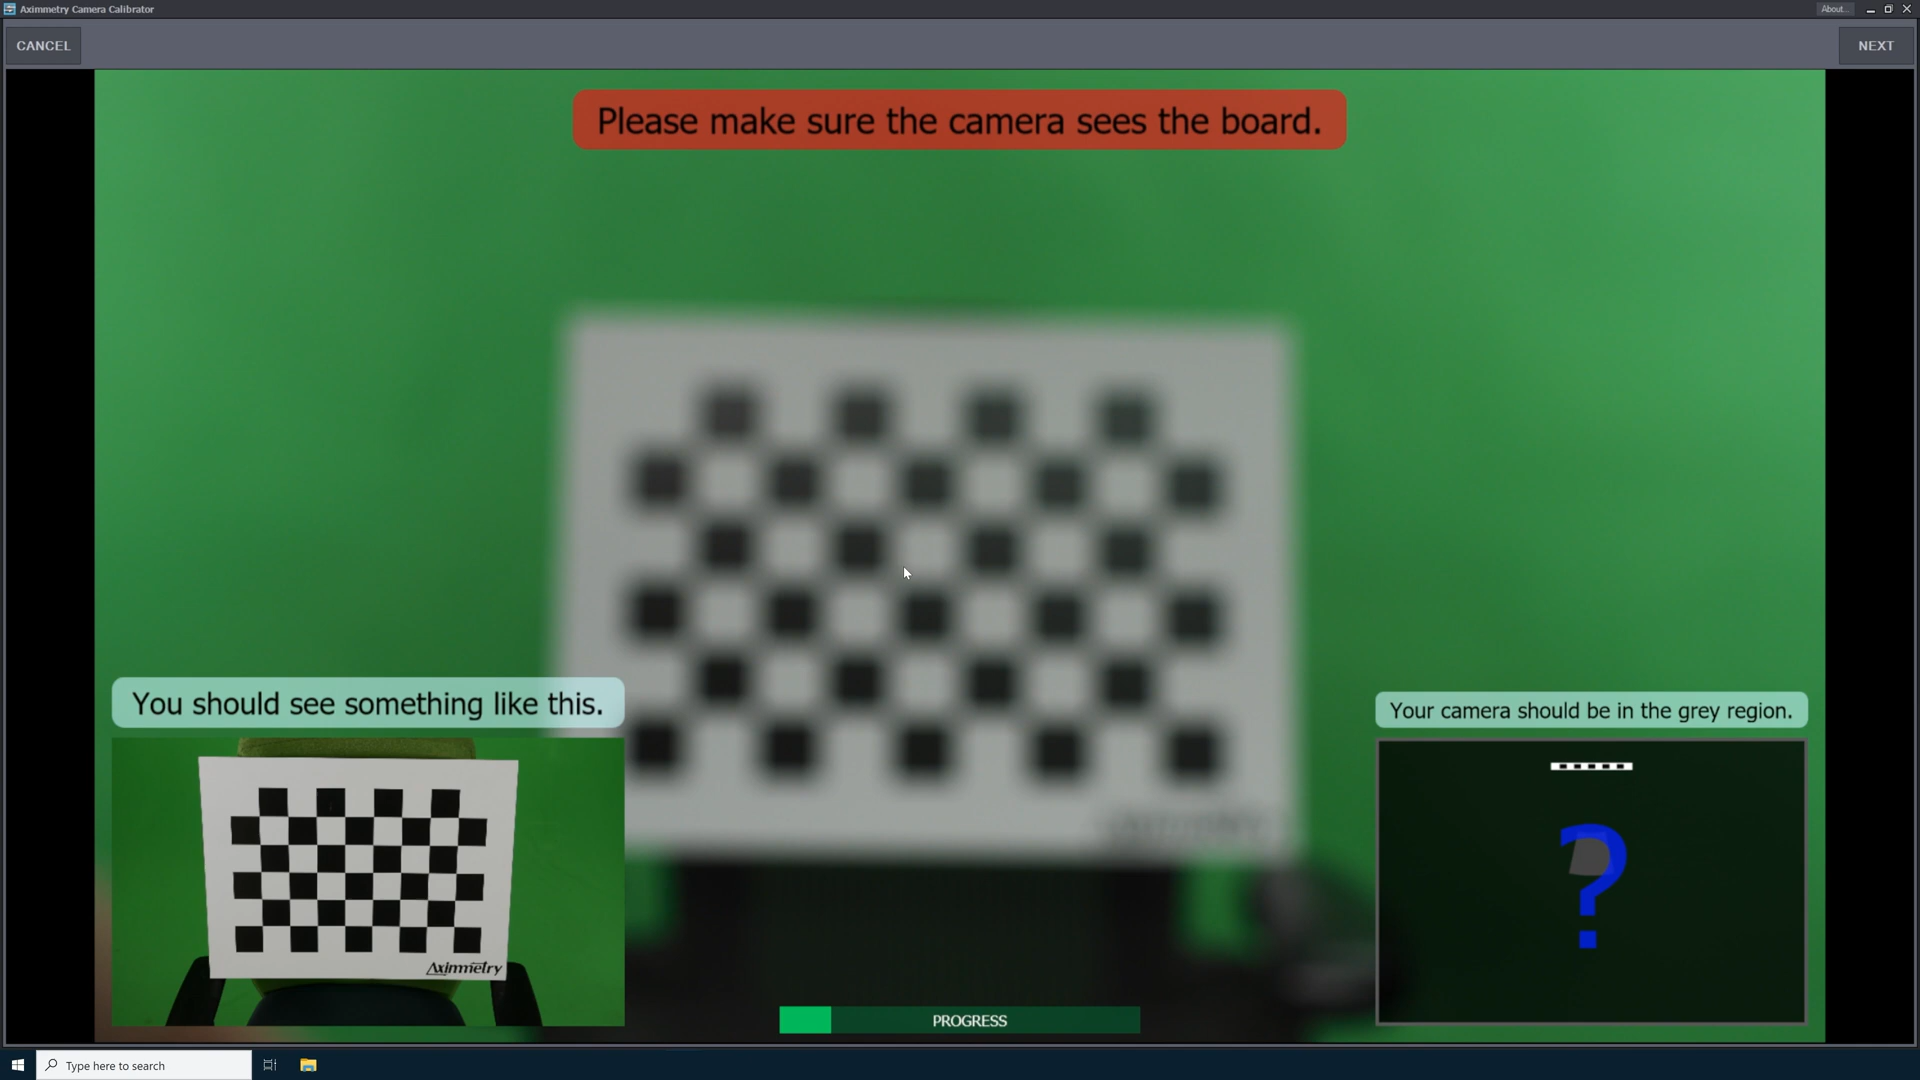 Aximmetry Camera Calibrator
About...
CANCEL
NEXT
Please make sure the camera sees the board.
You should see something like this.
Your camera should be in the grey region.
?
Aximmetry
PROGRESS
Type here to search